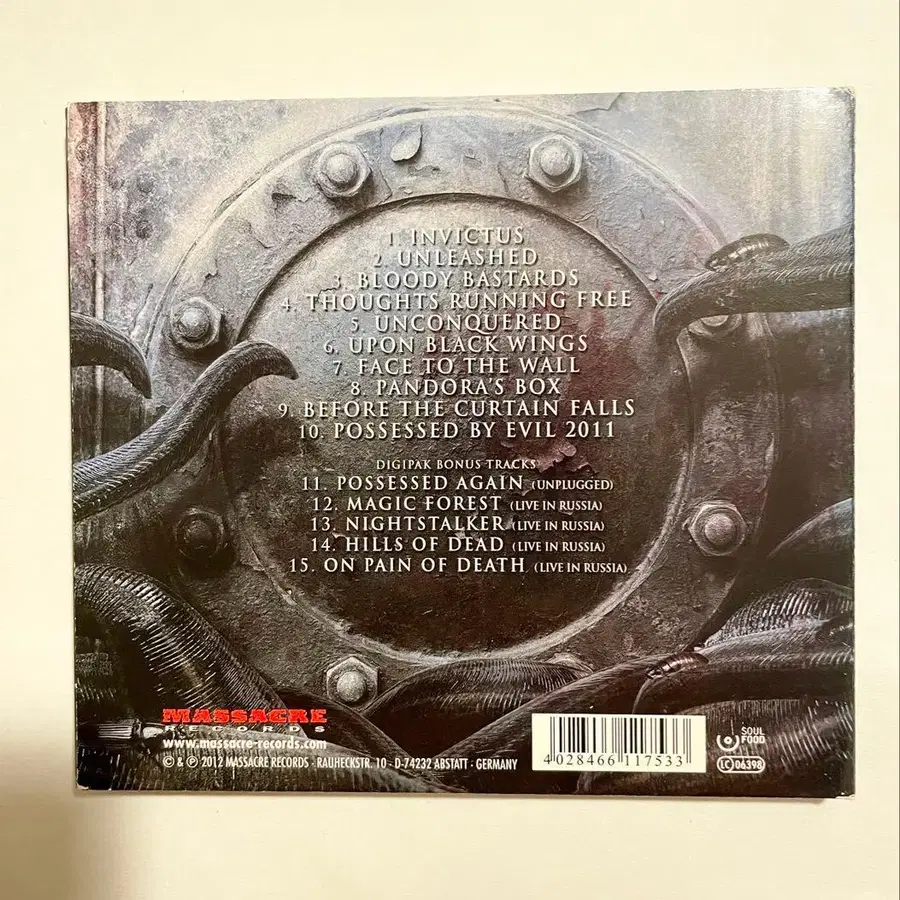 1. INVICTUS
2. UNLEASHED
3. BLOODY BASTARDS
4. THOUGHTS RUNNING FREE
5. UNCONQUERED
6. UPON BLACK WINGS
7. FACE TO THE WALL
8. PANDORA'S BOX
9. BEFORE THE CURTAIN FALLS
10. POSSESSED BY EVIL 2011
DIGIPAK BONUS TRACKS
11. POSSESSED AGAIN (UNPLUGGED)
12. MAGIC FOREST (LIVE IN RUSSIA)
13. NIGHTSTALKER (LIVE IN RUSSIA)
14. HILLS OF DEAD (LIVE IN RUSSIA)
15. ON PAIN OF DEATH (LIVE IN RUSSIA)
MASSACRE
RECORDS
www.massacre-records.com
© & ℗ 2012 MASSACRE RECORDS · RAUHECKSTR. 10 · D-74232 ABSTATT · GERMANY
4 028466 117533
SOUL
FOOD
LC 06398